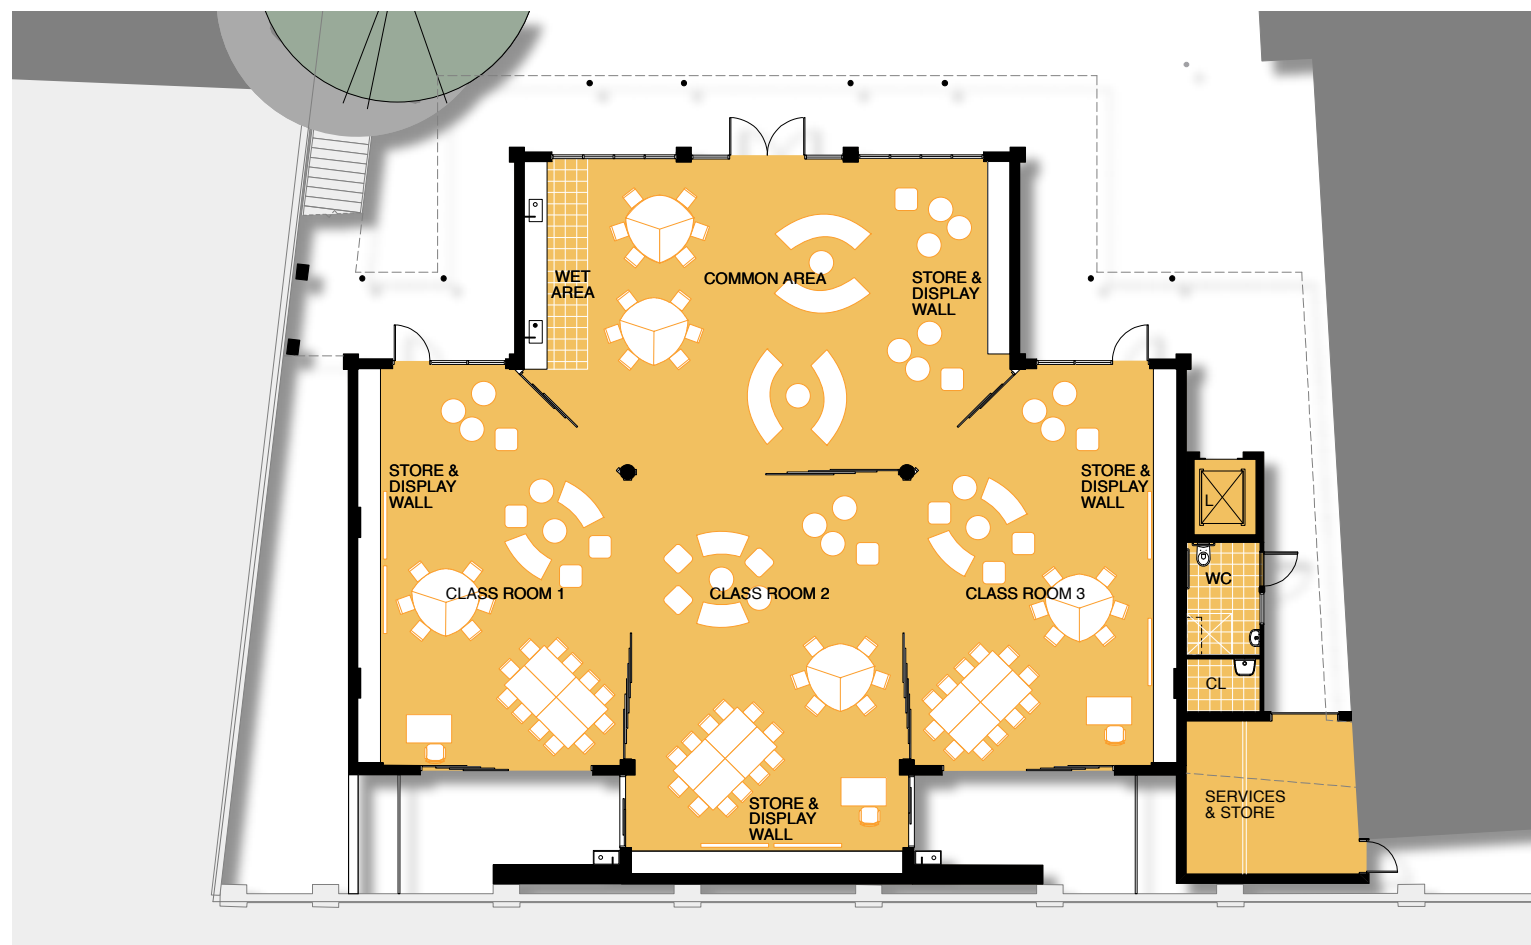 WET
AREA
COMMON AREA
STORE &
DISPLAY
WALL
STORE &
DISPLAY
WALL
STORE &
DISPLAY
WALL
L
CLASS ROOM 1
CLASS ROOM 2
CLASS ROOM 3
WC
CL
STORE &
DISPLAY
WALL
SERVICES
& STORE